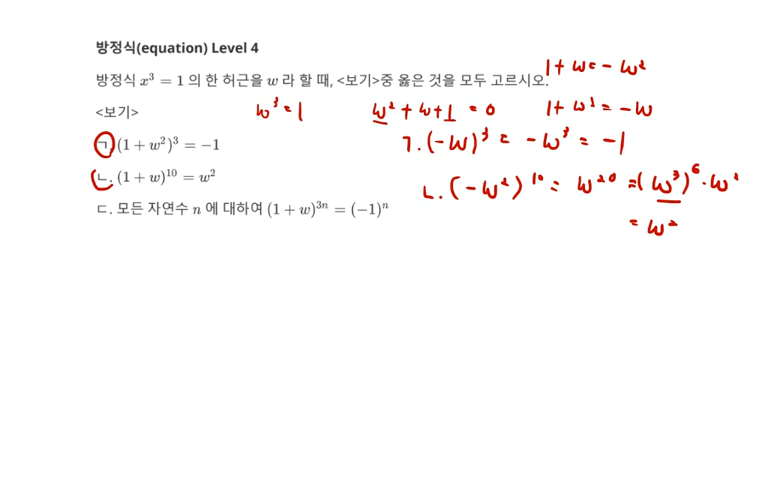 방정식(equation) Level 4
1 + w = - w²
방정식 x³ = 1 의 한 허근을 w 라 할 때, <보기>중 옳은 것을 모두 고르시오.
<보기>
w³ = 1
w² + w + 1 = 0
1 + w² = - w
ㄱ. (1 + w²)³ = −1
ㄱ. (-w)³ = - w³ = -1
ㄴ. (1 + w)¹⁰ = w²
ㄴ. (-w²)¹⁰ = w²⁰ = (w³)⁶ · w²
= w²
ㄷ. 모든 자연수 n 에 대하여 (1 + w)³ⁿ = (−1)ⁿ